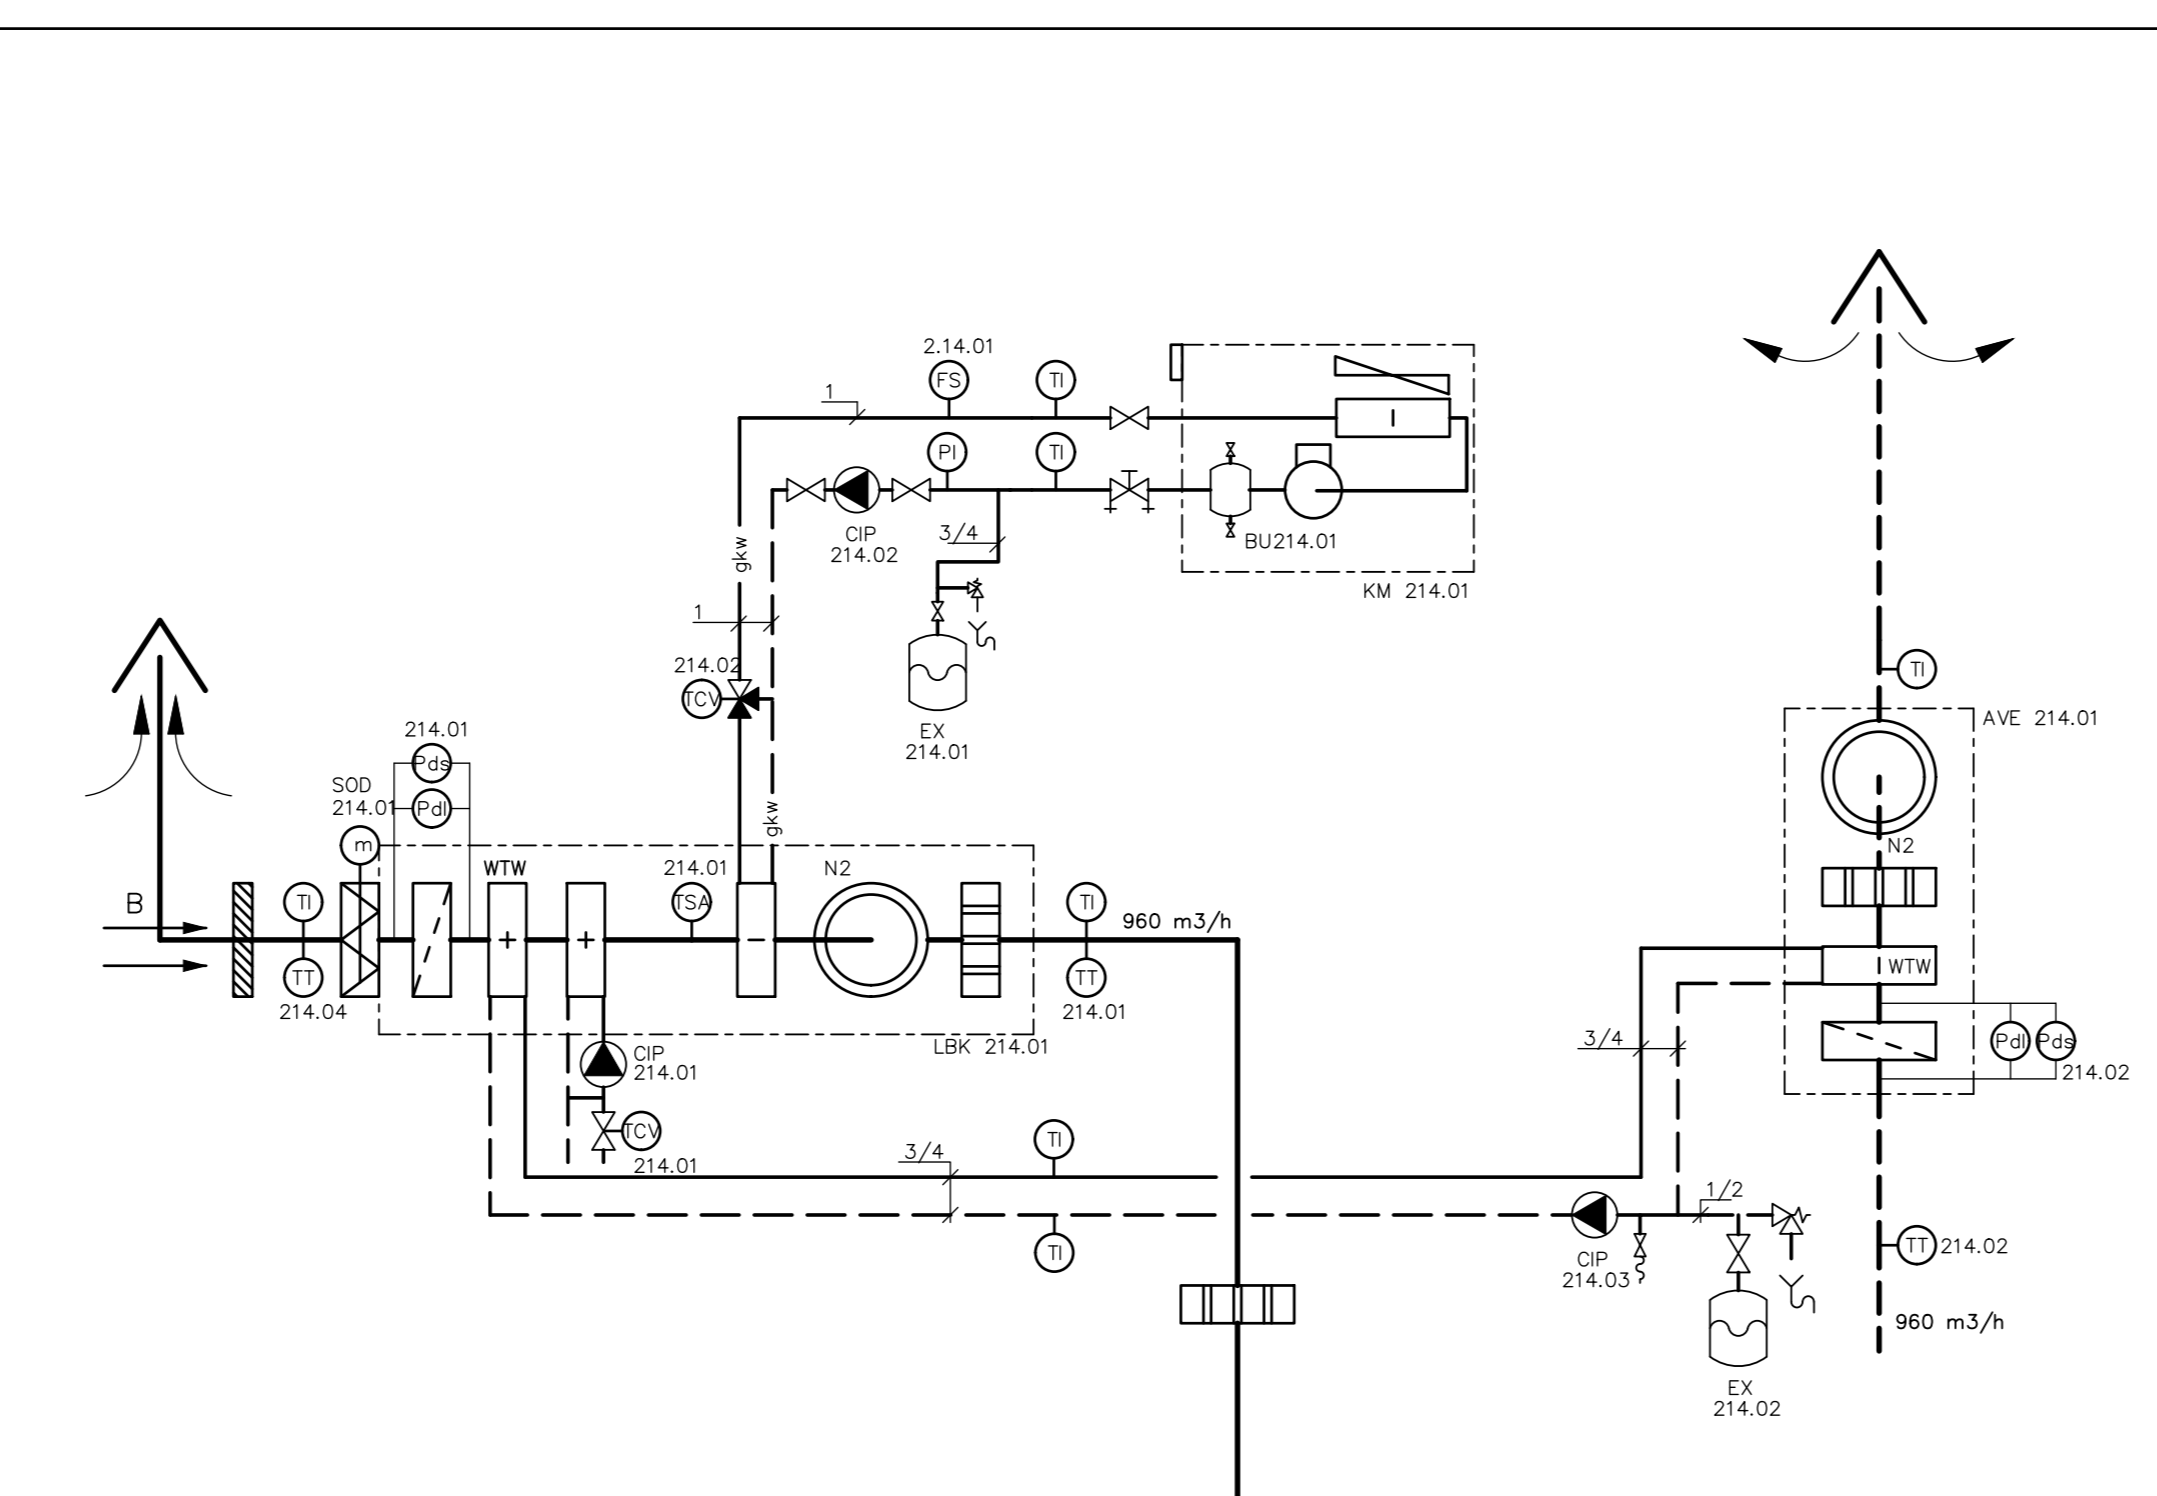 2.14.01
FS
TI
1
PI
TI
CIP
214.02
3/4
BU214.01
KM 214.01
gkw
1
214.02
TCV
EX
214.01
TI
AVE 214.01
214.01
Pds
SOD
214.01
PdI
gkw
m
N2
WTW
214.01
N2
B
TI
TSA
TI
960 m3/h
WTW
TT
TT
214.04
214.01
LBK 214.01
3/4
PdI
Pds
214.02
CIP
214.01
TCV
214.01
3/4
TI
1/2
TI
CIP
214.03
TT
214.02
960 m3/h
EX
214.02